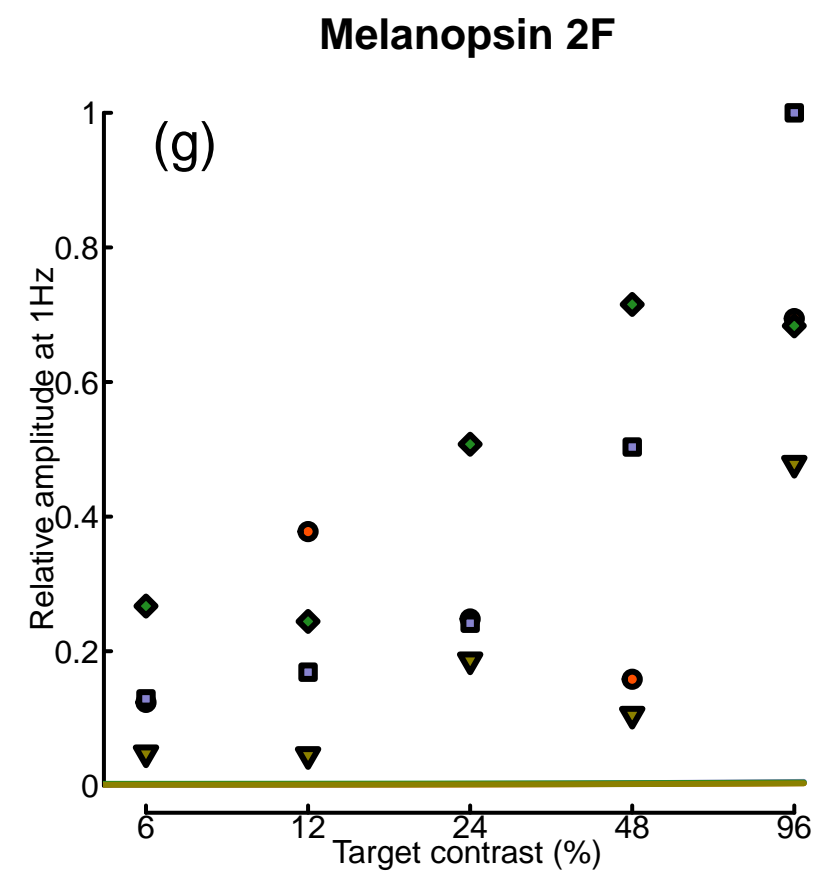 Melanopsin 2F
(g)
Relative amplitude at 1Hz
1
0.8
0.6
0.4
0.2
0
6 12 24 48 96
Target contrast (%)